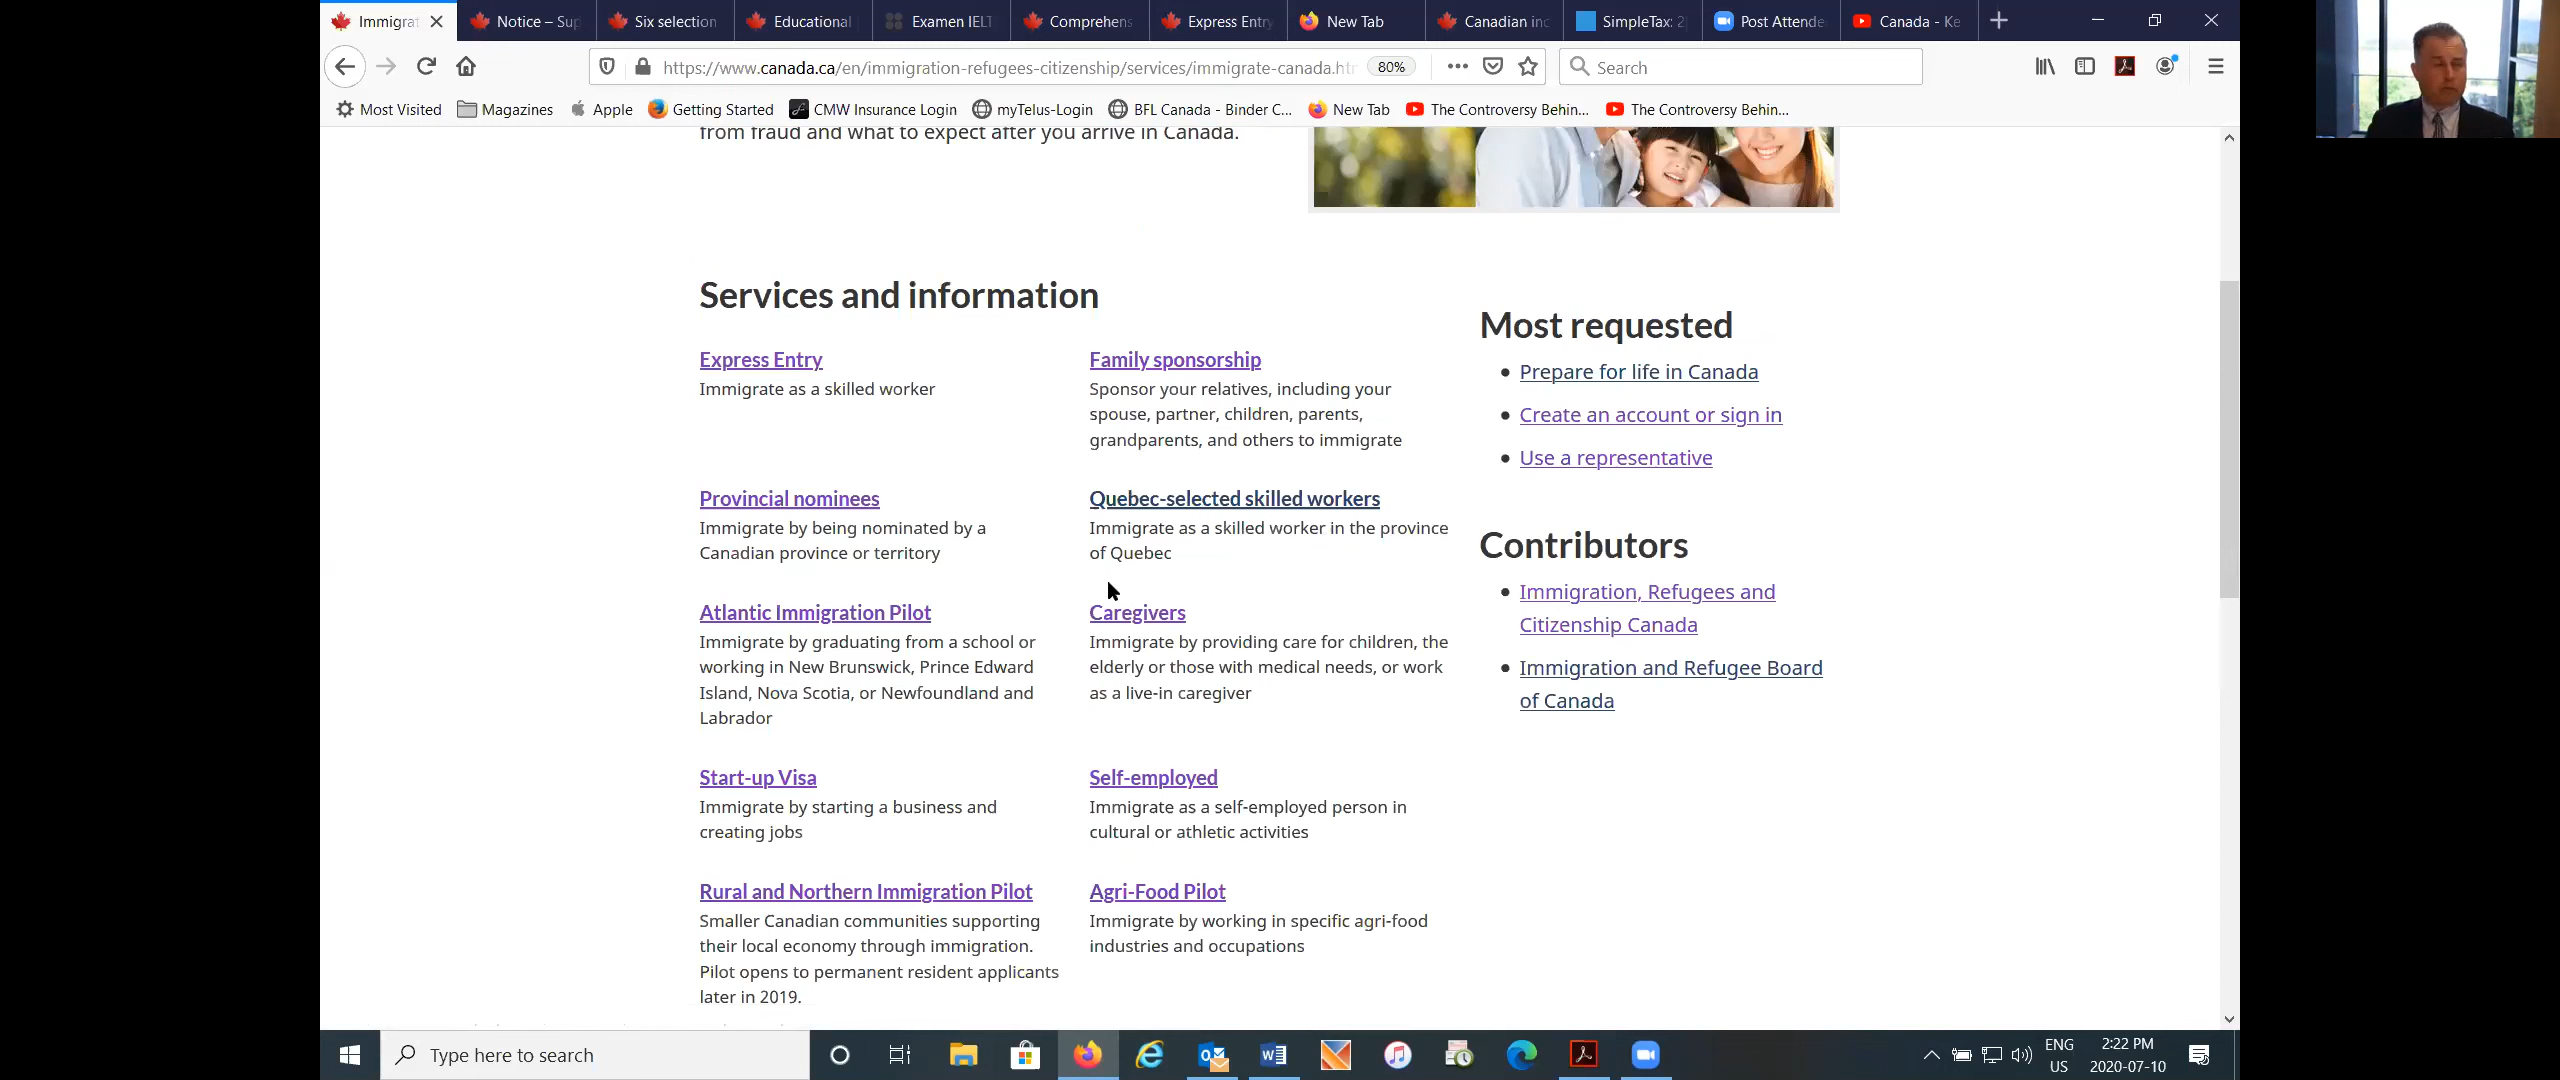 Immigrat
Notice – Sup
Six selection
Educational
Examen IELT
Comprehens
Express Entry
New Tab
Canadian inc
SimpleTax: 2
Post Attende
Canada - Ke
https://www.canada.ca/en/immigration-refugees-citizenship/services/immigrate-canada.htm
80%
Search
Most Visited
Magazines
Apple
Getting Started
CMW Insurance Login
myTelus-Login
BFL Canada - Binder C...
New Tab
The Controversy Behin...
The Controversy Behin...
from fraud and what to expect after you arrive in Canada.
Services and information
Express Entry
Immigrate as a skilled worker
Family sponsorship
Sponsor your relatives, including your
spouse, partner, children, parents,
grandparents, and others to immigrate
Provincial nominees
Immigrate by being nominated by a
Canadian province or territory
Quebec-selected skilled workers
Immigrate as a skilled worker in the province
of Quebec
Atlantic Immigration Pilot
Immigrate by graduating from a school or
working in New Brunswick, Prince Edward
Island, Nova Scotia, or Newfoundland and
Labrador
Caregivers
Immigrate by providing care for children, the
elderly or those with medical needs, or work
as a live-in caregiver
Start-up Visa
Immigrate by starting a business and
creating jobs
Self-employed
Immigrate as a self-employed person in
cultural or athletic activities
Rural and Northern Immigration Pilot
Smaller Canadian communities supporting
their local economy through immigration.
Pilot opens to permanent resident applicants
later in 2019.
Agri-Food Pilot
Immigrate by working in specific agri-food
industries and occupations
Most requested
Prepare for life in Canada
Create an account or sign in
Use a representative
Contributors
Immigration, Refugees and
Citizenship Canada
Immigration and Refugee Board
of Canada
Type here to search
ENG
US
2:22 PM
2020-07-10